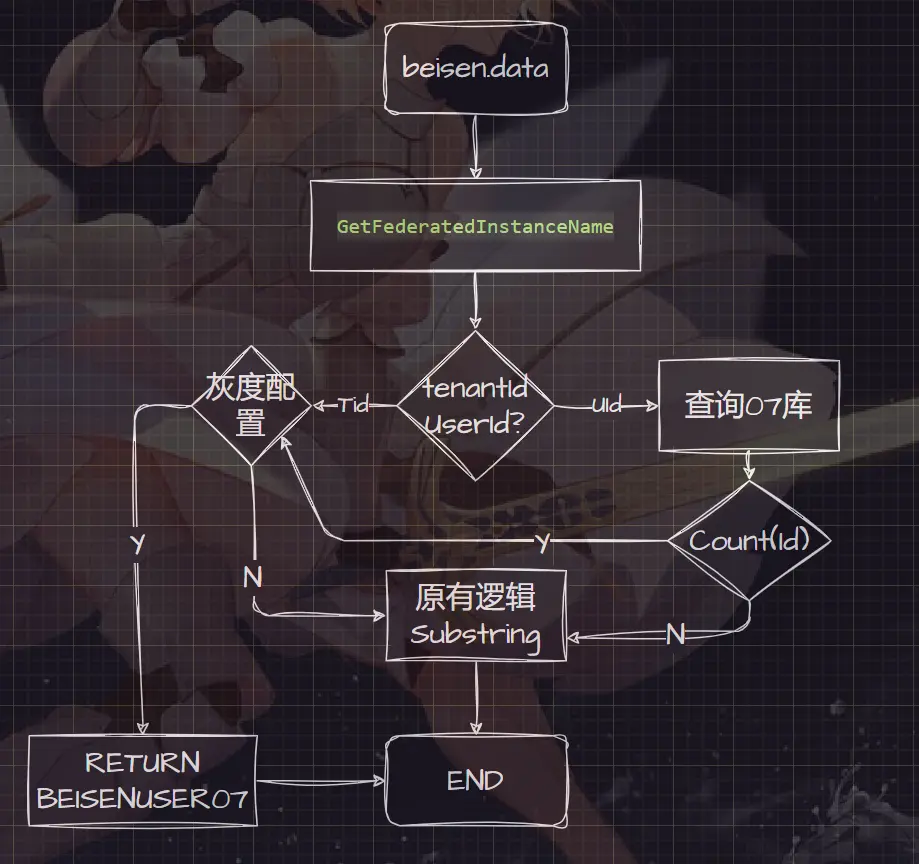 beisen.data
GetFederatedInstanceName
tenantId
UserId?
Tid
UId
灰度配
置
查询07库
Count(Id)
Y
Y
N
原有逻辑
Substring
N
RETURN
BEISENUSER07
END